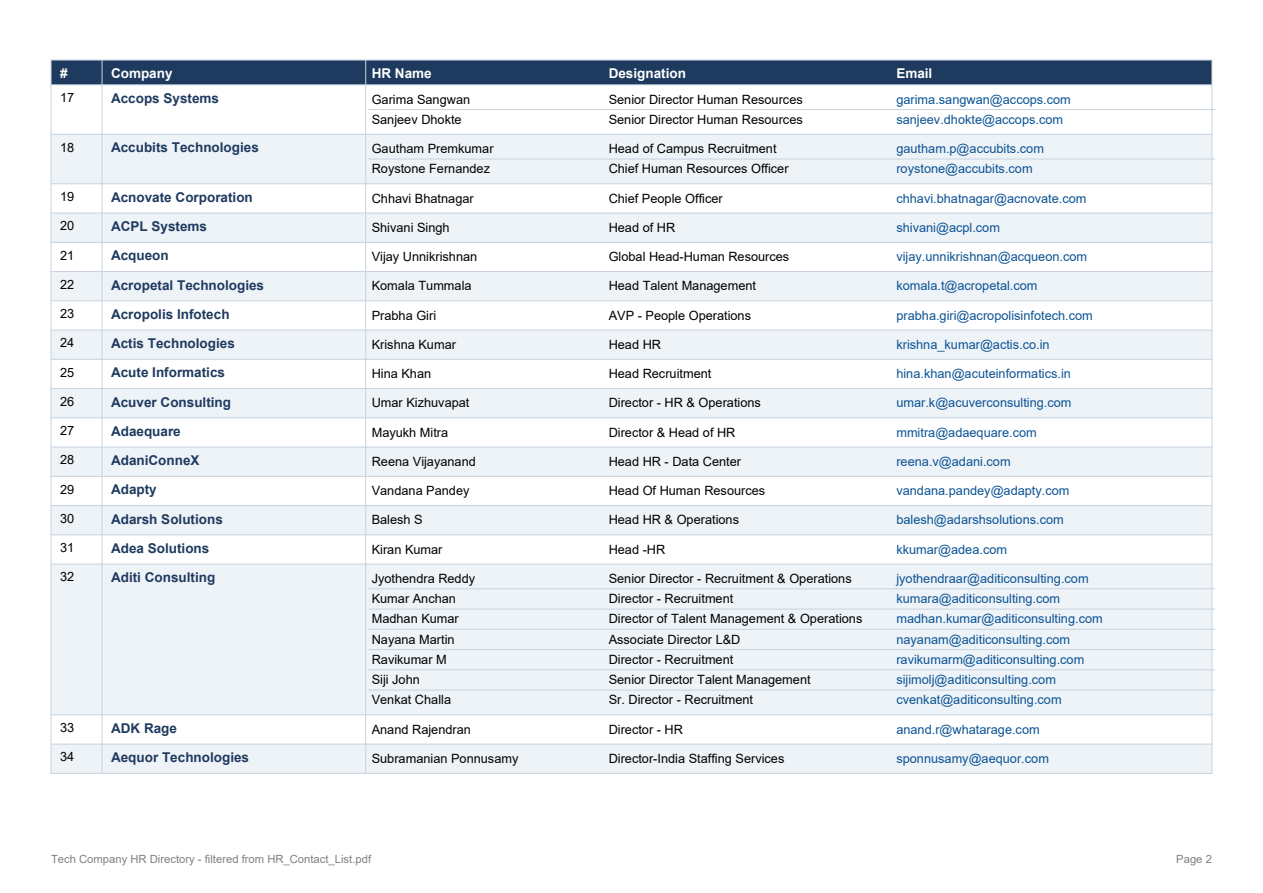 # Company HR Name Designation Email
17 Accops Systems Garima Sangwan Senior Director Human Resources garima.sangwan@accops.com
Sanjeev Dhokte Senior Director Human Resources sanjeev.dhokte@accops.com
18 Accubits Technologies Gautham Premkumar Head of Campus Recruitment gautham.p@accubits.com
Roystone Fernandez Chief Human Resources Officer roystone@accubits.com
19 Acnovate Corporation Chhavi Bhatnagar Chief People Officer chhavi.bhatnagar@acnovate.com
20 ACPL Systems Shivani Singh Head of HR shivani@acpl.com
21 Acqueon Vijay Unnikrishnan Global Head-Human Resources vijay.unnikrishnan@acqueon.com
22 Acropetal Technologies Komala Tummala Head Talent Management komala.t@acropetal.com
23 Acropolis Infotech Prabha Giri AVP - People Operations prabha.giri@acropolisinfotech.com
24 Actis Technologies Krishna Kumar Head HR krishna_kumar@actis.co.in
25 Acute Informatics Hina Khan Head Recruitment hina.khan@acuteinformatics.in
26 Acuver Consulting Umar Kizhuvapat Director - HR & Operations umar.k@acuverconsulting.com
27 Adaequare Mayukh Mitra Director & Head of HR mmitra@adaequare.com
28 AdaniConneX Reena Vijayanand Head HR - Data Center reena.v@adani.com
29 Adapty Vandana Pandey Head Of Human Resources vandana.pandey@adapty.com
30 Adarsh Solutions Balesh S Head HR & Operations balesh@adarshsolutions.com
31 Adea Solutions Kiran Kumar Head -HR kkumar@adea.com
32 Aditi Consulting Jyothendra Reddy Senior Director - Recruitment & Operations jyothendraar@aditiconsulting.com
Kumar Anchan Director - Recruitment kumara@aditiconsulting.com
Madhan Kumar Director of Talent Management & Operations madhan.kumar@aditiconsulting.com
Nayana Martin Associate Director L&D nayanam@aditiconsulting.com
Ravikumar M Director - Recruitment ravikumarm@aditiconsulting.com
Siji John Senior Director Talent Management sijimolj@aditiconsulting.com
Venkat Challa Sr. Director - Recruitment cvenkat@aditiconsulting.com
33 ADK Rage Anand Rajendran Director - HR anand.r@whatarage.com
34 Aequor Technologies Subramanian Ponnusamy Director-India Staffing Services sponnusamy@aequor.com
Tech Company HR Directory - filtered from HR_Contact_List.pdf Page 2